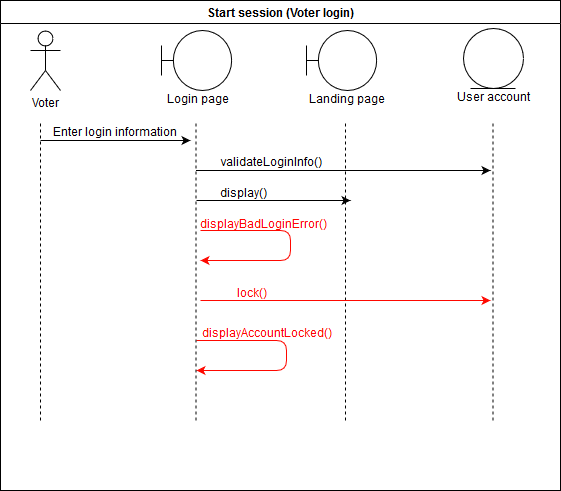 Start session (Voter login)
Voter
Login page
Landing page
User account
Enter login information
validateLoginInfo()
display()
displayBadLoginError()
lock()
displayAccountLocked()